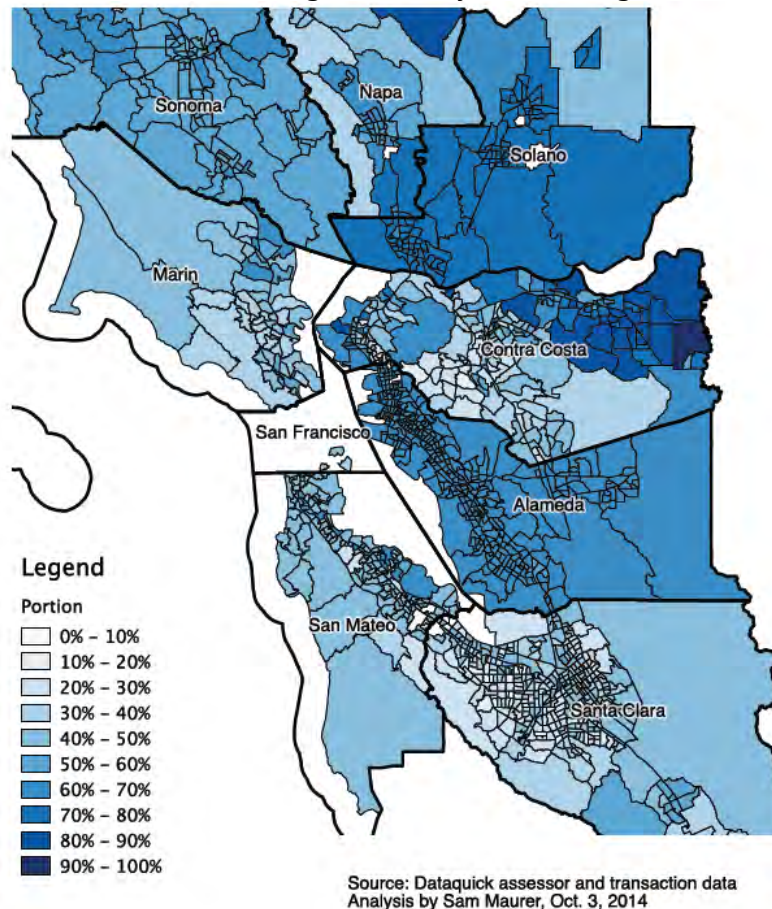 Sonoma
Napa
Solano
Marin
Contra Costa
San Francisco
Alameda
San Mateo
Santa Clara
Legend
Portion
0% - 10%
10% - 20%
20% - 30%
30% - 40%
40% - 50%
50% - 60%
60% - 70%
70% - 80%
80% - 90%
90% - 100%
Source: Dataquick assessor and transaction data
Analysis by Sam Maurer, Oct. 3, 2014